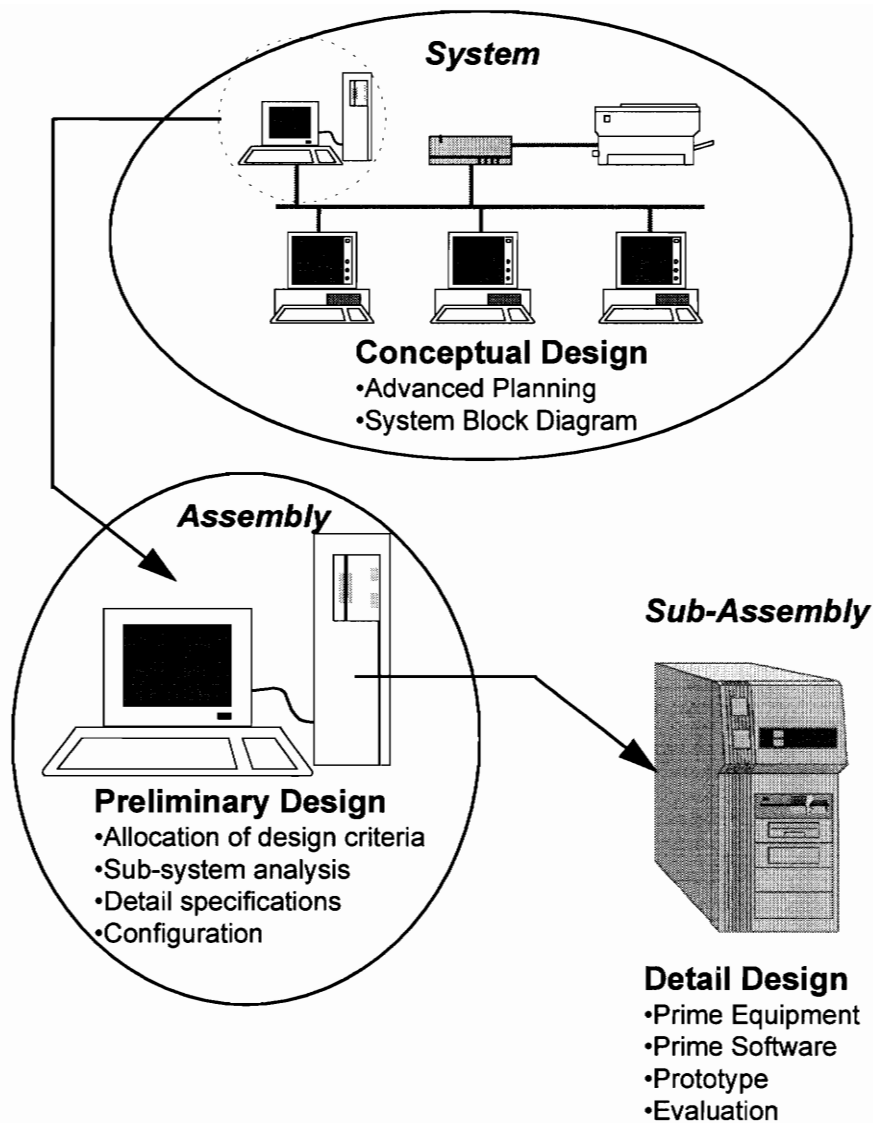 System
Conceptual Design
•Advanced Planning
•System Block Diagram
Assembly
Preliminary Design
•Allocation of design criteria
•Sub-system analysis
•Detail specifications
•Configuration
Sub-Assembly
Detail Design
•Prime Equipment
•Prime Software
•Prototype
•Evaluation